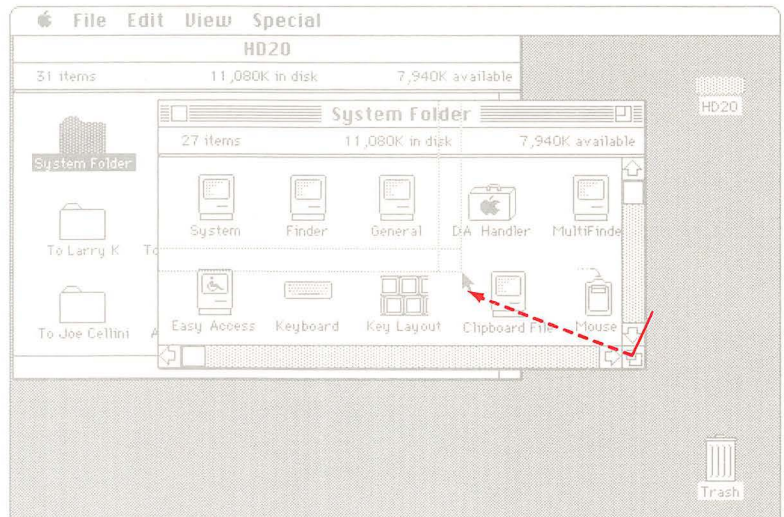 File Edit View Special
HD20
31 items 11,080K in disk 7,940K available
HD20
System Folder
27 items 11,080K in disk 7,940K available
System Folder
System Finder General DA Handler MultiFinde
To Larry K To
Easy Access Keyboard Key Layout Clipboard File Mouse
To Joe Cellini A
Trash